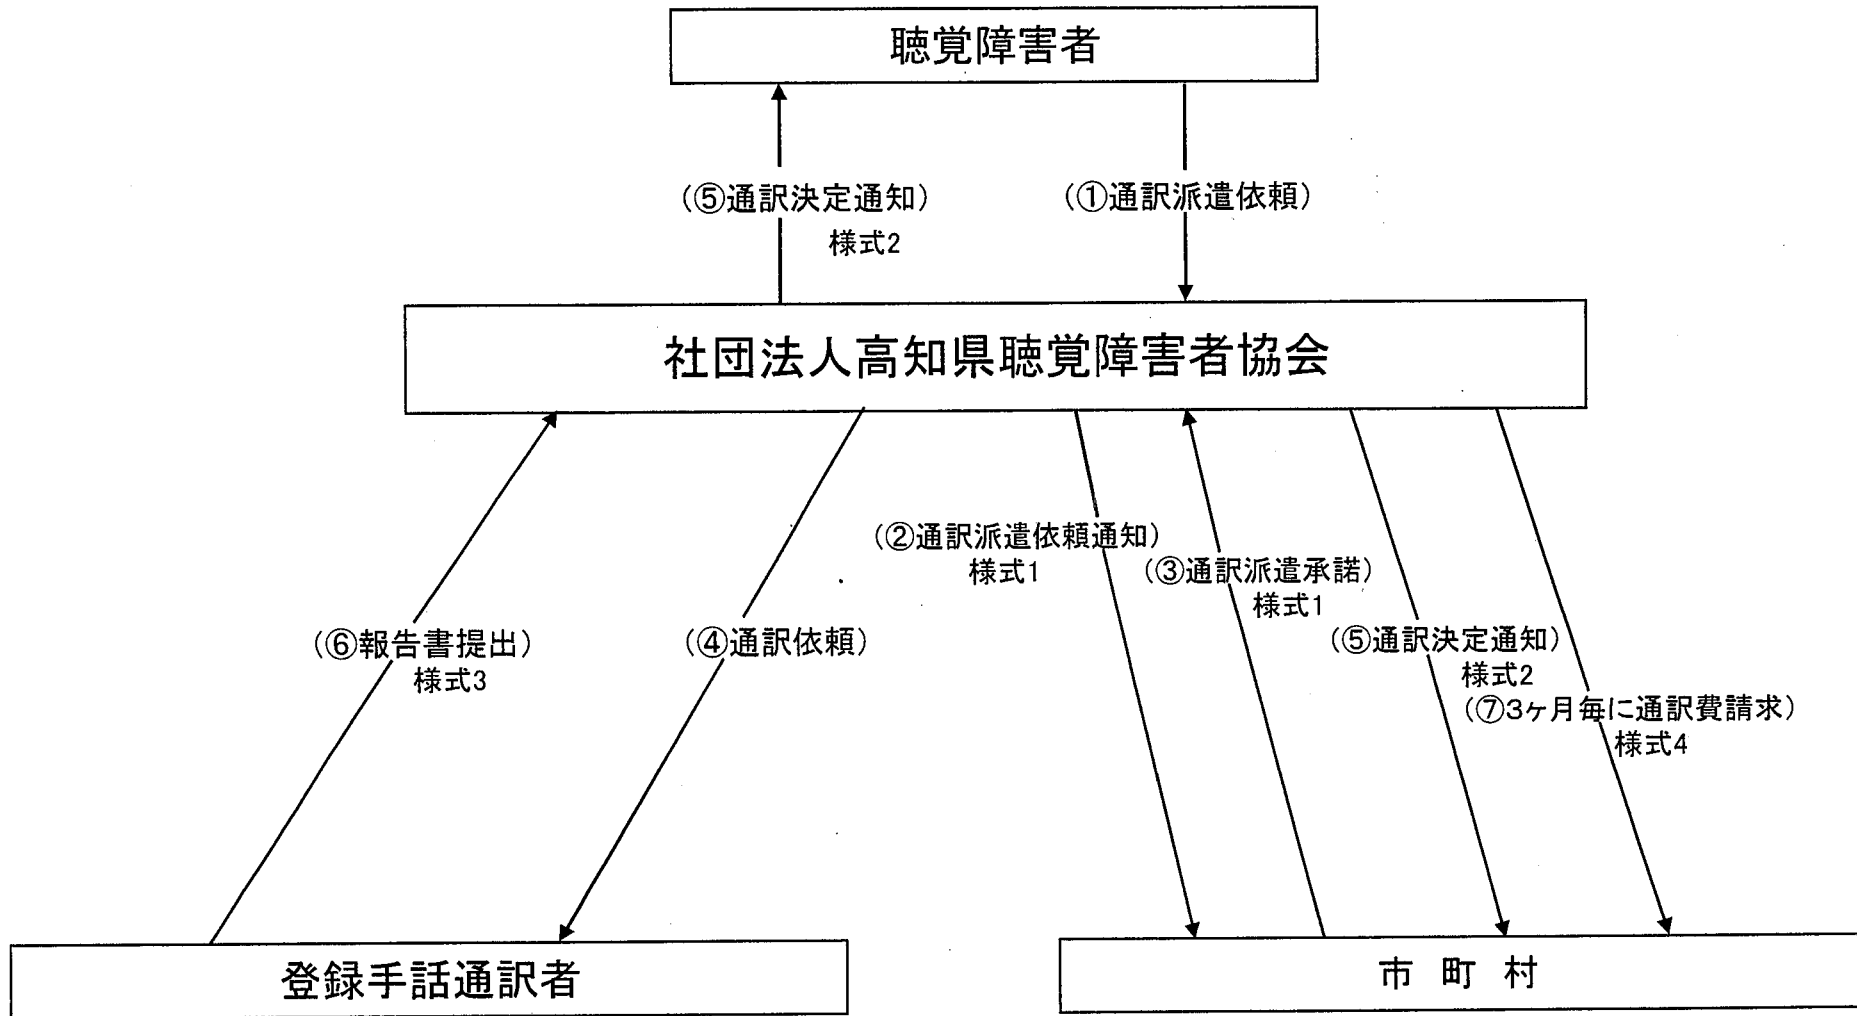 聴覚障害者
（⑤通訳決定通知）
様式2
（①通訳派遣依頼）
社団法人高知県聴覚障害者協会
（②通訳派遣依頼通知）
様式1
（③通訳派遣承諾）
様式1
（⑥報告書提出）
様式3
（④通訳依頼）
（⑤通訳決定通知）
様式2
（⑦3ヶ月毎に通訳費請求）
様式4
登録手話通訳者
市 町 村